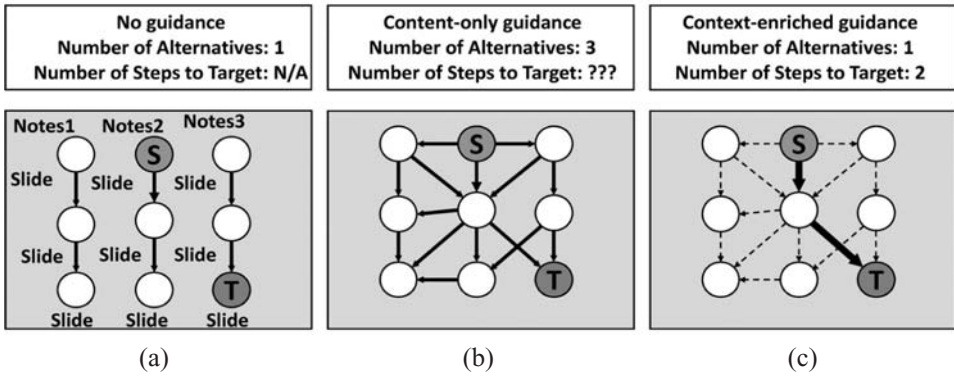 No guidance
Number of Alternatives: 1
Number of Steps to Target: N/A
Content-only guidance
Number of Alternatives: 3
Number of Steps to Target: ???
Context-enriched guidance
Number of Alternatives: 1
Number of Steps to Target: 2
Notes1 Notes2 Notes3
S
Slide Slide Slide
Slide Slide Slide
T
Slide Slide Slide
S
T
S
T
(a) (b) (c)